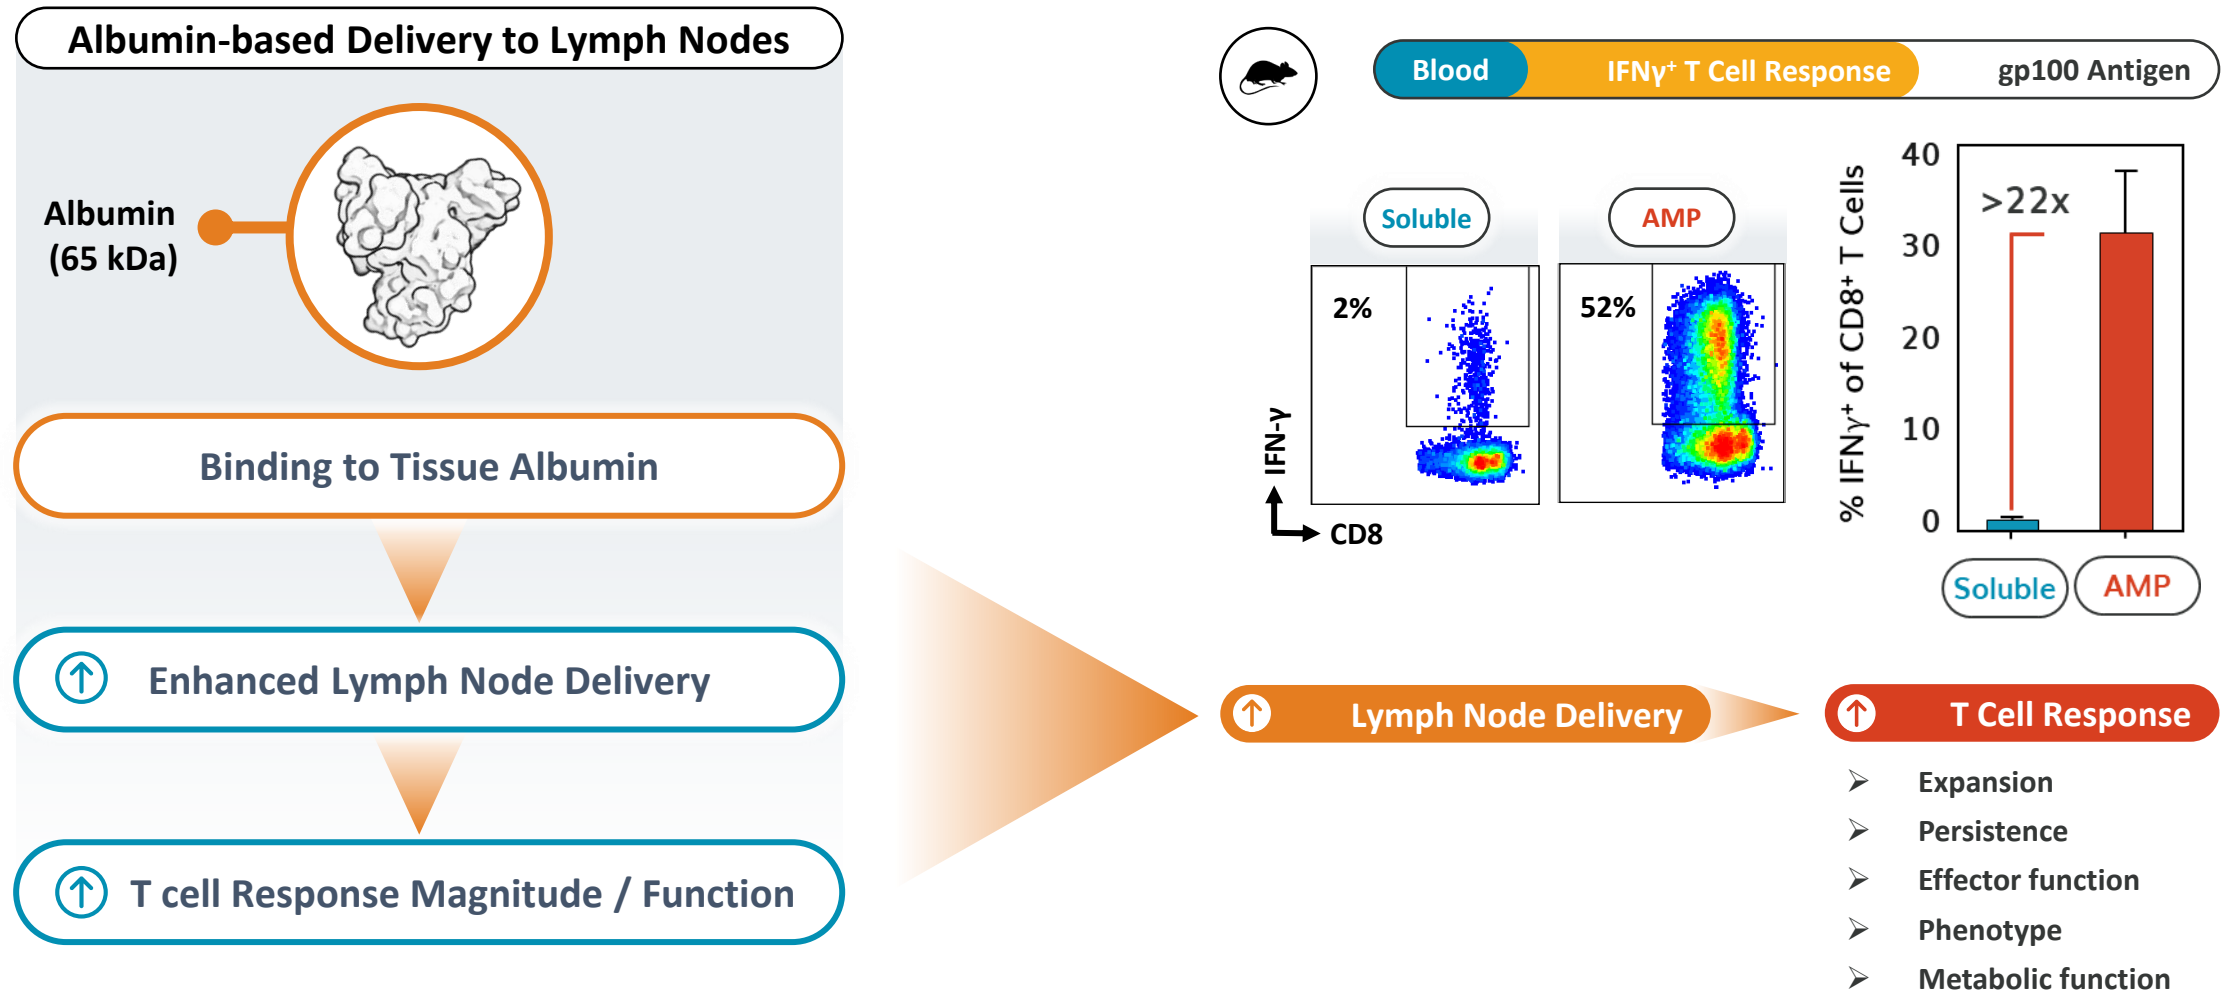 Albumin-based Delivery to Lymph Nodes
Albumin
(65 kDa)
Binding to Tissue Albumin
Enhanced Lymph Node Delivery
T cell Response Magnitude / Function
Blood
IFNγ⁺ T Cell Response
gp100 Antigen
Soluble
AMP
2%
52%
IFN-γ
CD8
% IFNγ⁺ of CD8⁺ T Cells
40
30
20
10
0
>22x
Soluble
AMP
Lymph Node Delivery
T Cell Response
➢ Expansion
➢ Persistence
➢ Effector function
➢ Phenotype
➢ Metabolic function